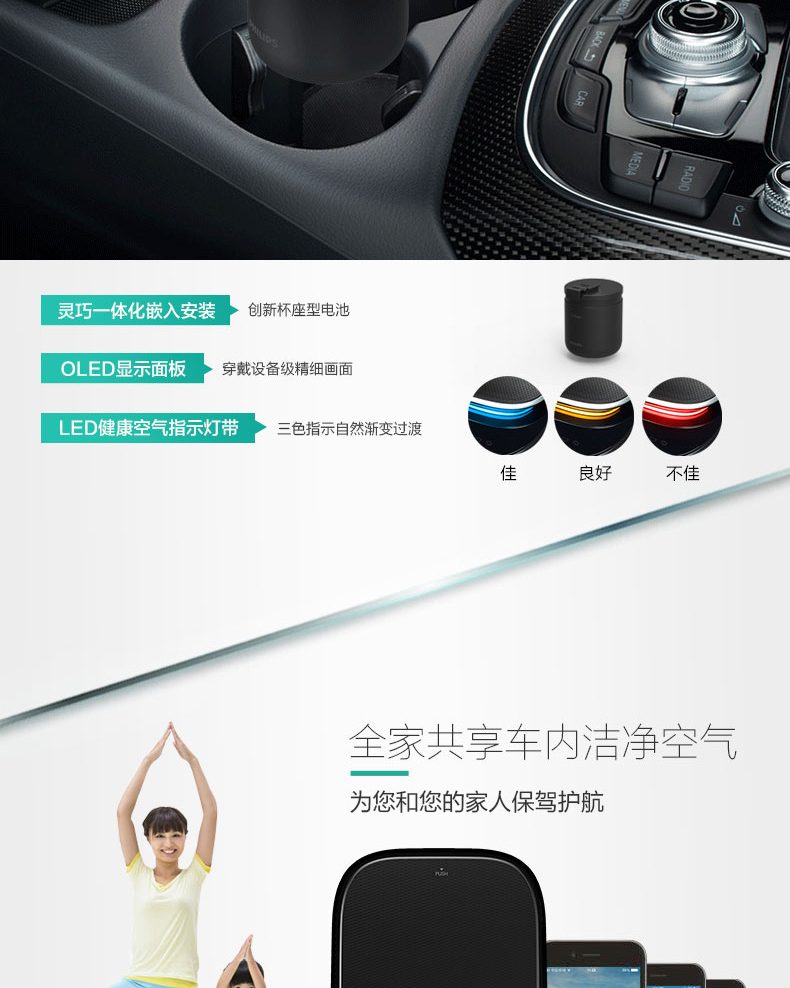 PHILIPS
MENU
BACK
CAR
MEDIA
RADIO
灵巧一体化嵌入安装 创新杯座型电池
OLED显示面板 穿戴设备级精细画面
LED健康空气指示灯带 三色指示自然渐变过渡
佳 良好 不佳
全家共享车内洁净空气
为您和您的家人保驾护航
PUSH